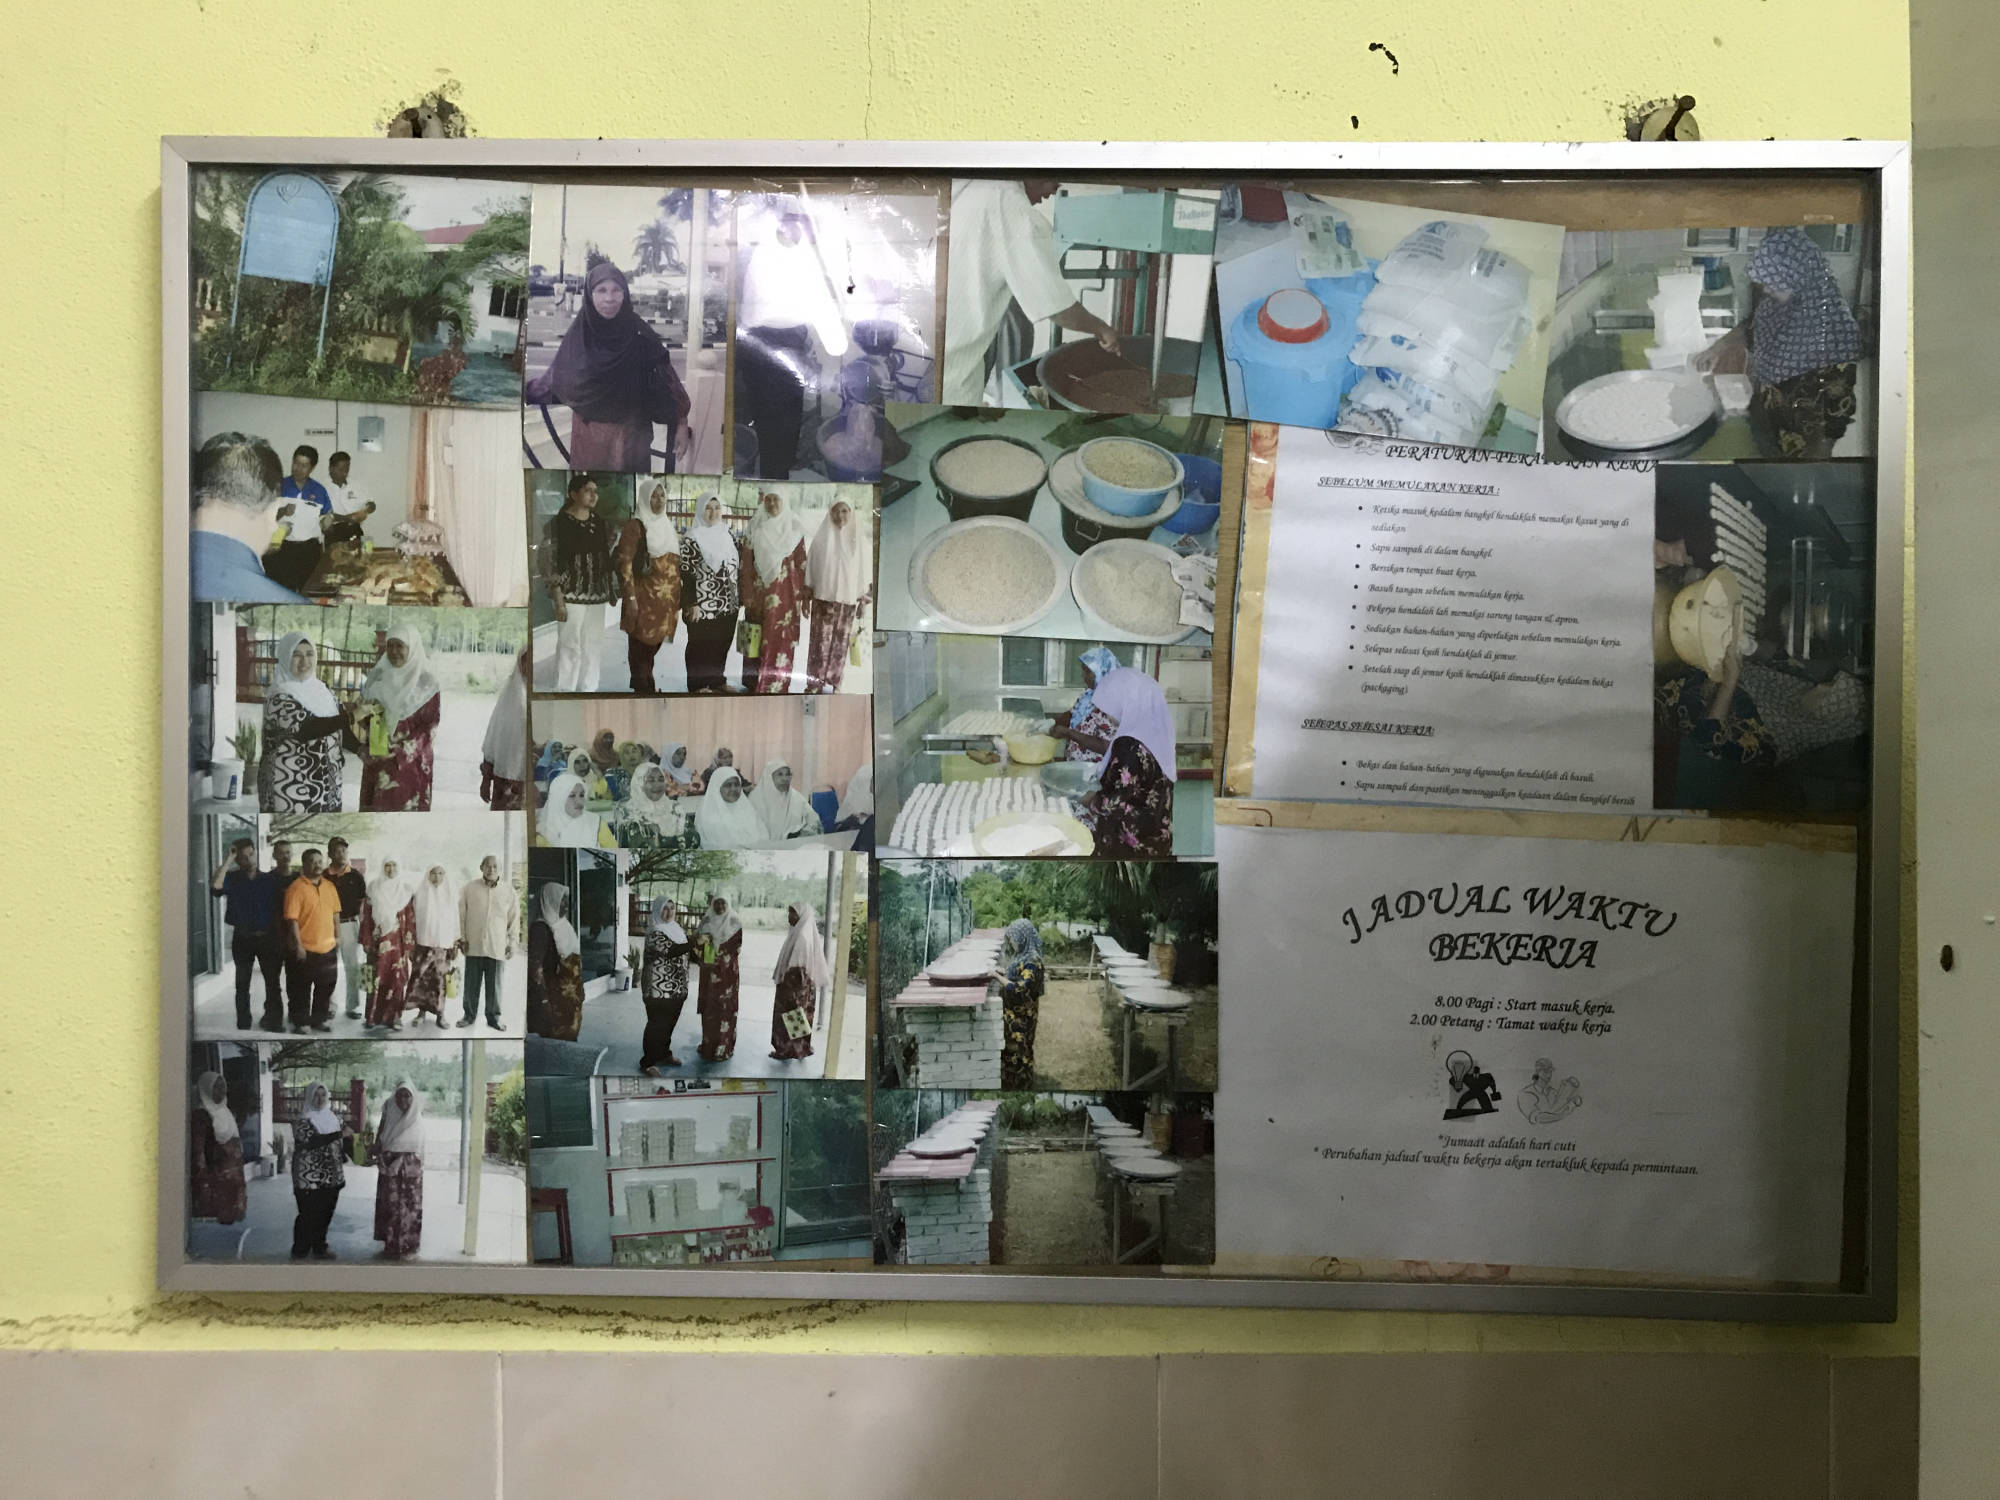 PERATURAN-PERATURAN KERJA
SEBELUM MEMULAKAN KERJA :
Ketika masuk kedalam bangkel hendaklah memakai kasut yang di
sediakan
Sapu sampah di dalam bangkel.
Bersikan tempat buat kerja.
Basuh tangan sebelum memulakan kerja.
Pekerja hendalah lah memakai sarung tangan & apron.
Sediakan bahan-bahan yang diperlukan sebelum memulakan kerja.
Selepas selesai kuih hendaklah di jemur.
Setelah siap di jemur kuih hendaklah dimasukkan kedalam bekas
(packaging)
SELEPAS SELESAI KERJA:
Bekas dan bahan-bahan yang digunakan hendaklah di basuh.
Sapu sampah dan pastikan meninggalkan keadaan dalam bangkel bersih
JADUAL WAKTU
BEKERJA
8.00 Pagi : Start masuk kerja.
2.00 Petang : Tamat waktu kerja
*Jumaat adalah hari cuti
* Perubahan jadual waktu bekerja akan tertakluk kepada permintaan.